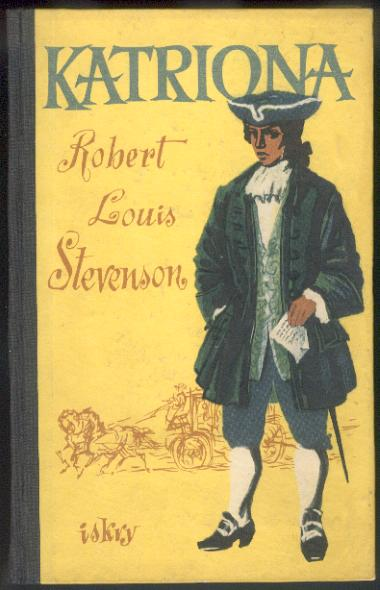 KATRIONA
Robert
Louis
Stevenson
iskry